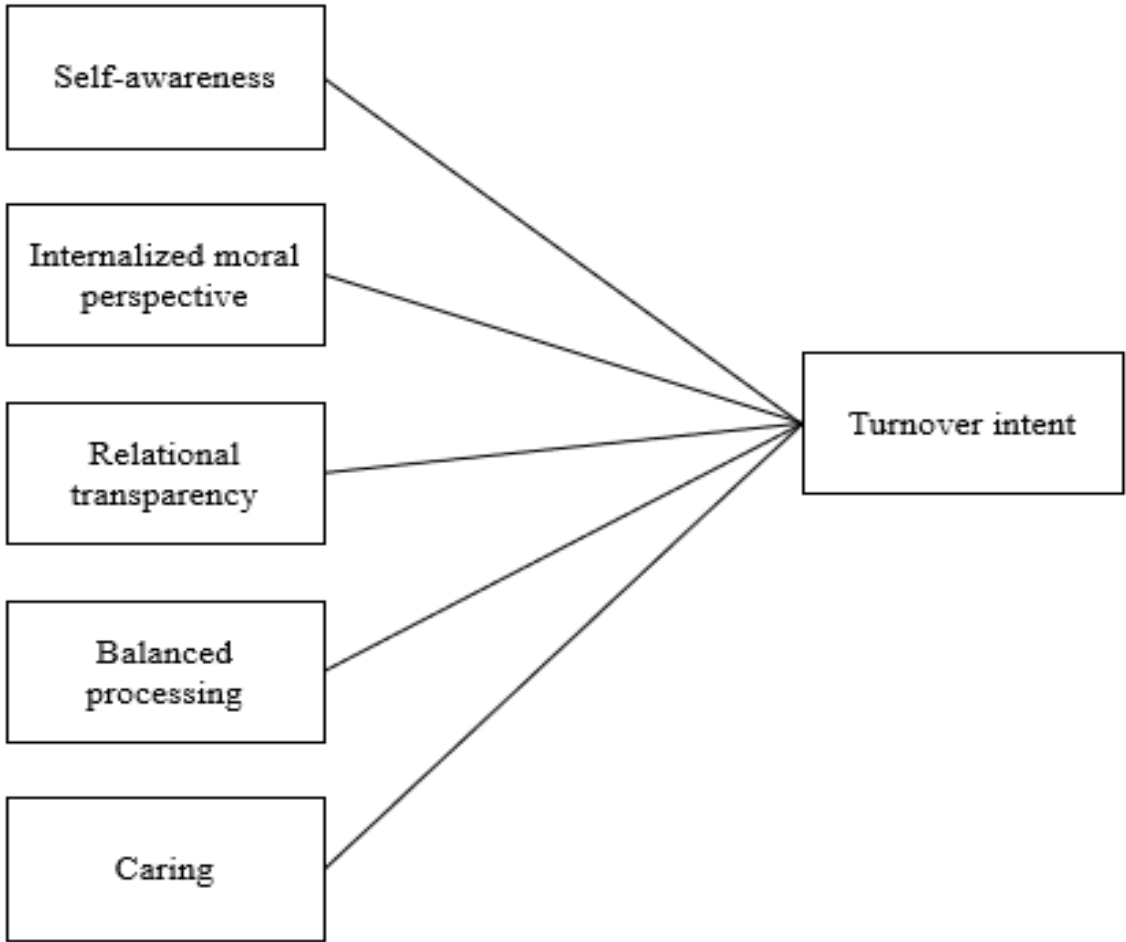 Self-awareness
Internalized moral
perspective
Relational
transparency
Balanced
processing
Caring
Turnover intent